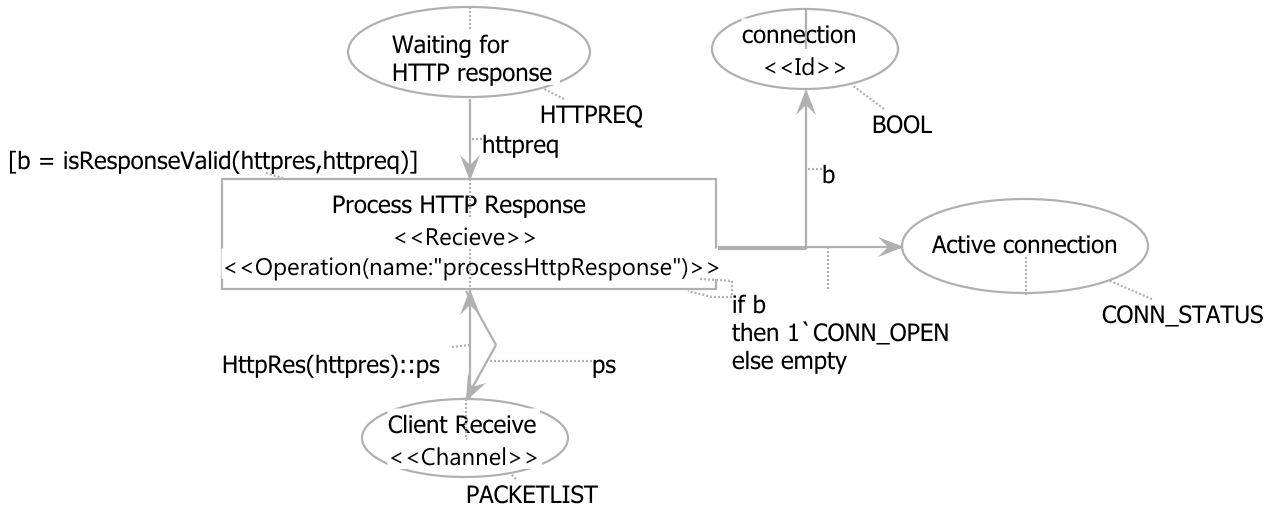 Waiting for
HTTP response
HTTPREQ
connection
<<Id>>
BOOL
httpreq
[b = isResponseValid(httpres,httpreq)]
b
Process HTTP Response
<<Recieve>>
<<Operation(name:"processHttpResponse")>>
Active connection
CONN_STATUS
if b
then 1`CONN_OPEN
else empty
HttpRes(httpres)::ps
ps
Client Receive
<<Channel>>
PACKETLIST